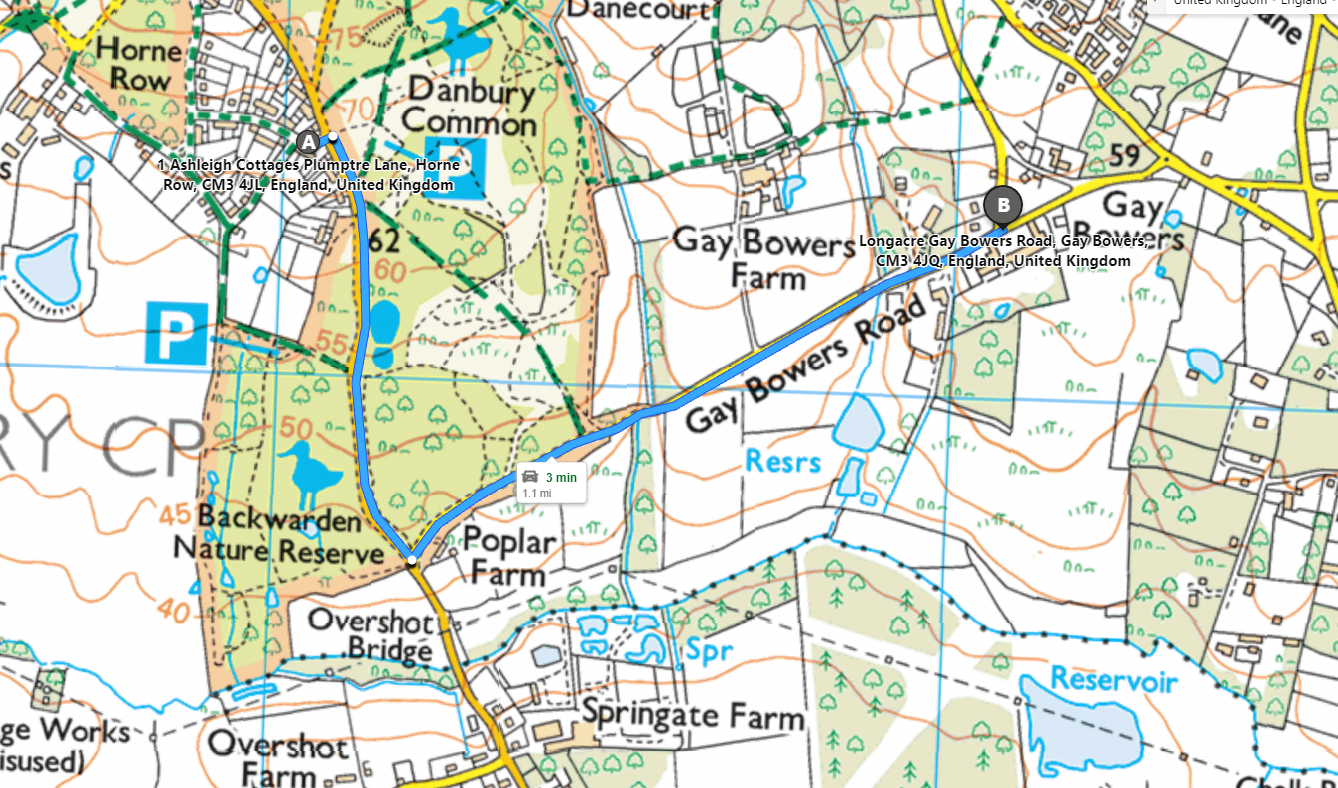 United Kingdom • England
Danecourt
ane
75
Horne
Row
Danbury
Common
70
A
P
59
1 Ashleigh Cottages Plumptre Lane, Horne
Row, CM3 4JL, England, United Kingdom
B
Gay
Bowers
62
Gay Bowers
Farm
Longacre Gay Bowers Road, Gay Bowers,
CM3 4JQ, England, United Kingdom
60
P
55
Gay Bowers Road
RY CP
50
Resrs
3 min
1.1 mi
45
Backwarden
Nature Reserve
Poplar
Farm
40
Overshot
Bridge
Spr
Reservoir
ge Works
isused)
Springate Farm
Overshot
Farm